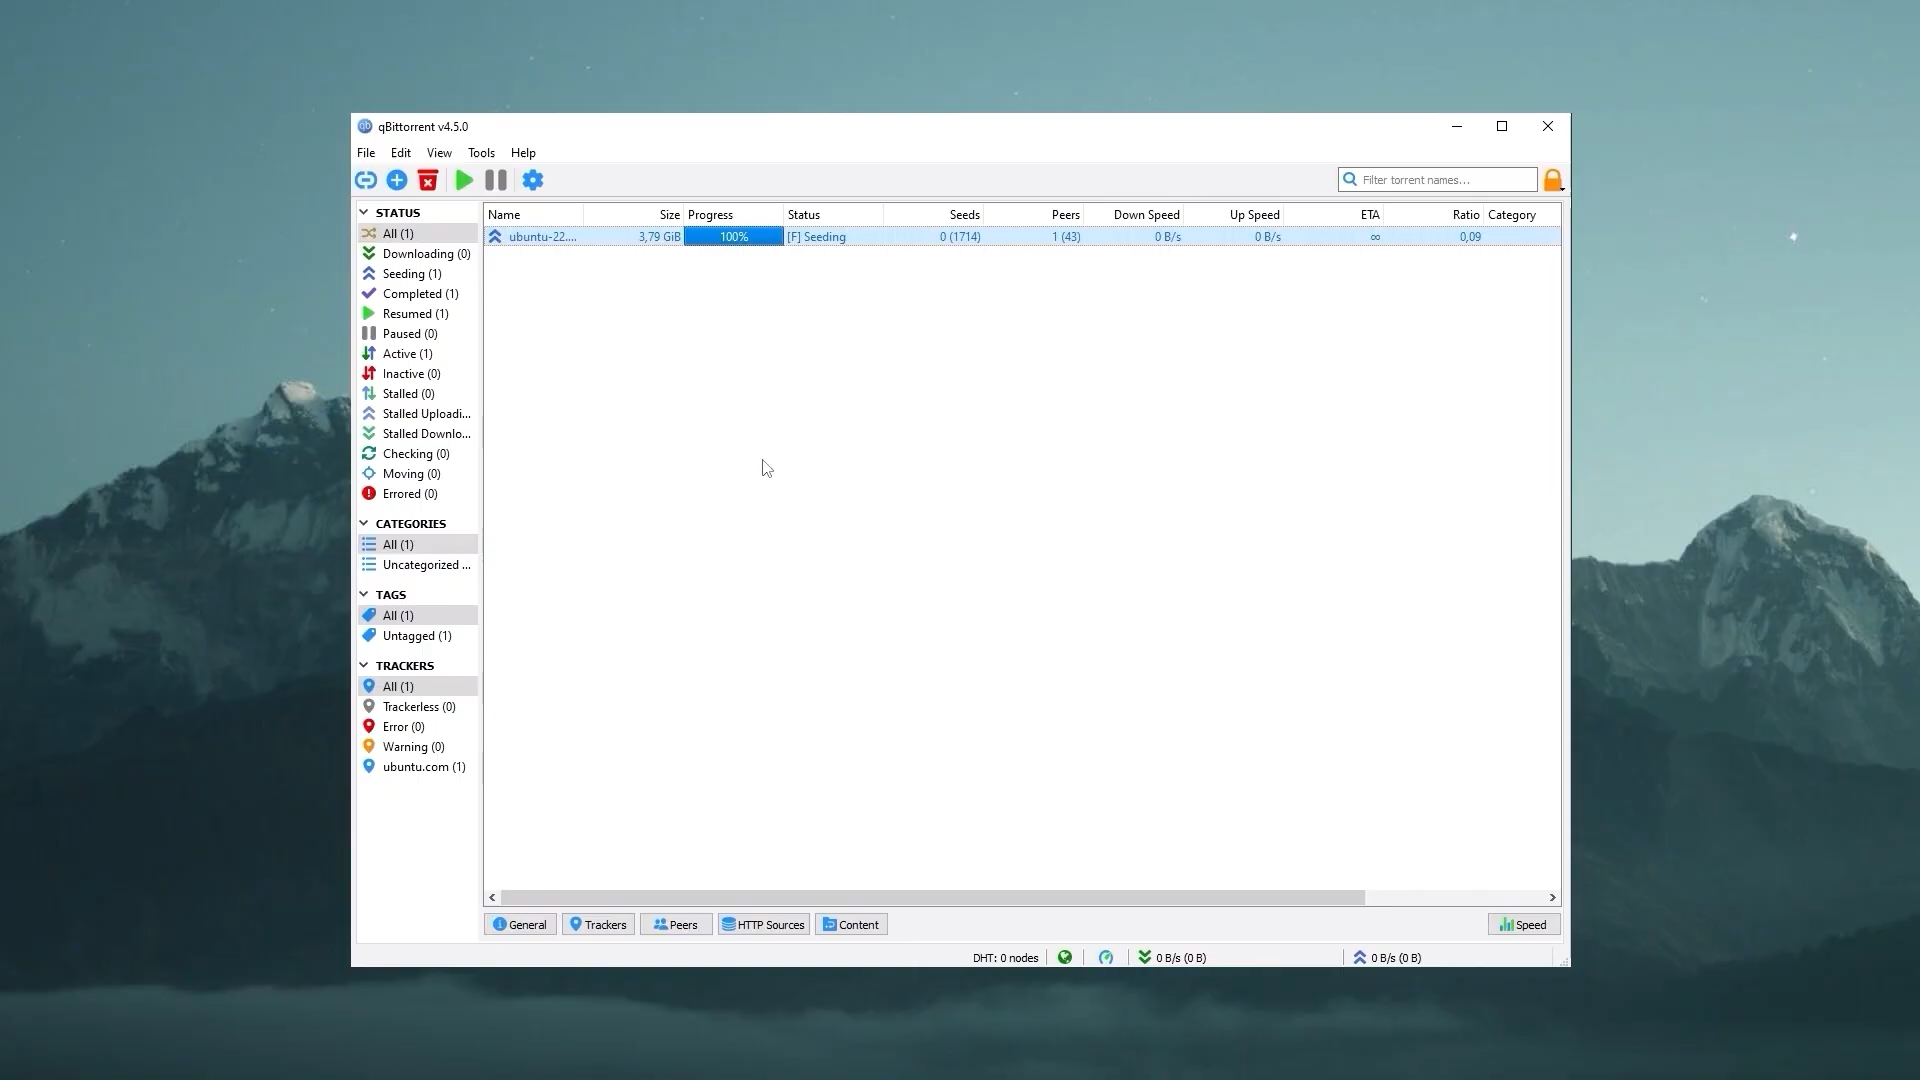 qBittorrent v4.5.0
File Edit View Tools Help
Filter torrent names...
STATUS
All (1)
Downloading (0)
Seeding (1)
Completed (1)
Resumed (1)
Paused (0)
Active (1)
Inactive (0)
Stalled (0)
Stalled Uploadi...
Stalled Downlo...
Checking (0)
Moving (0)
Errored (0)
CATEGORIES
All (1)
Uncategorized ...
TAGS
All (1)
Untagged (1)
TRACKERS
All (1)
Trackerless (0)
Error (0)
Warning (0)
ubuntu.com (1)
Name Size Progress Status Seeds Peers Down Speed Up Speed ETA Ratio Category
ubuntu-22.... 3,79 GiB 100% [F] Seeding 0 (1714) 1 (43) 0 B/s 0 B/s ∞ 0,09
General Trackers Peers HTTP Sources Content Speed
DHT: 0 nodes 0 B/s (0 B) 0 B/s (0 B)